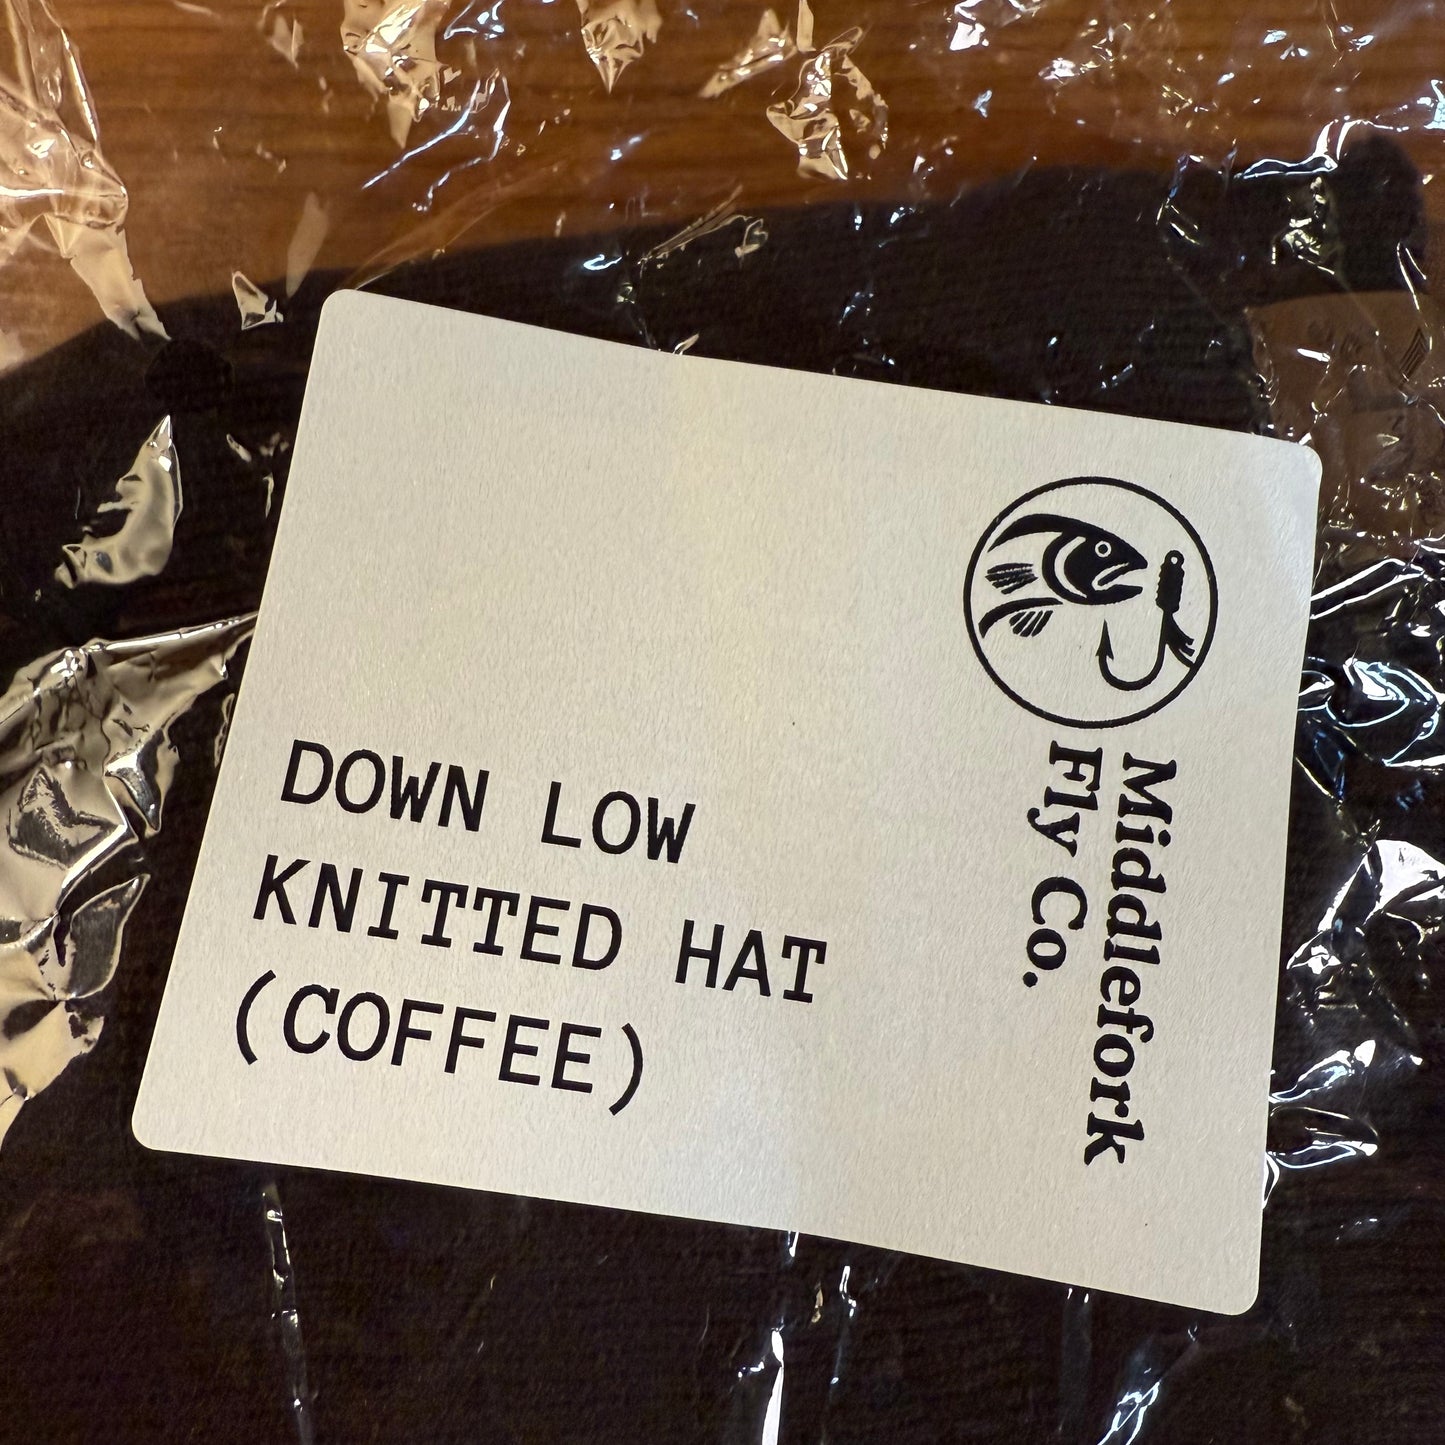 DOWN LOW
KNITTED HAT
(COFFEE)
Middlefork
Fly Co.